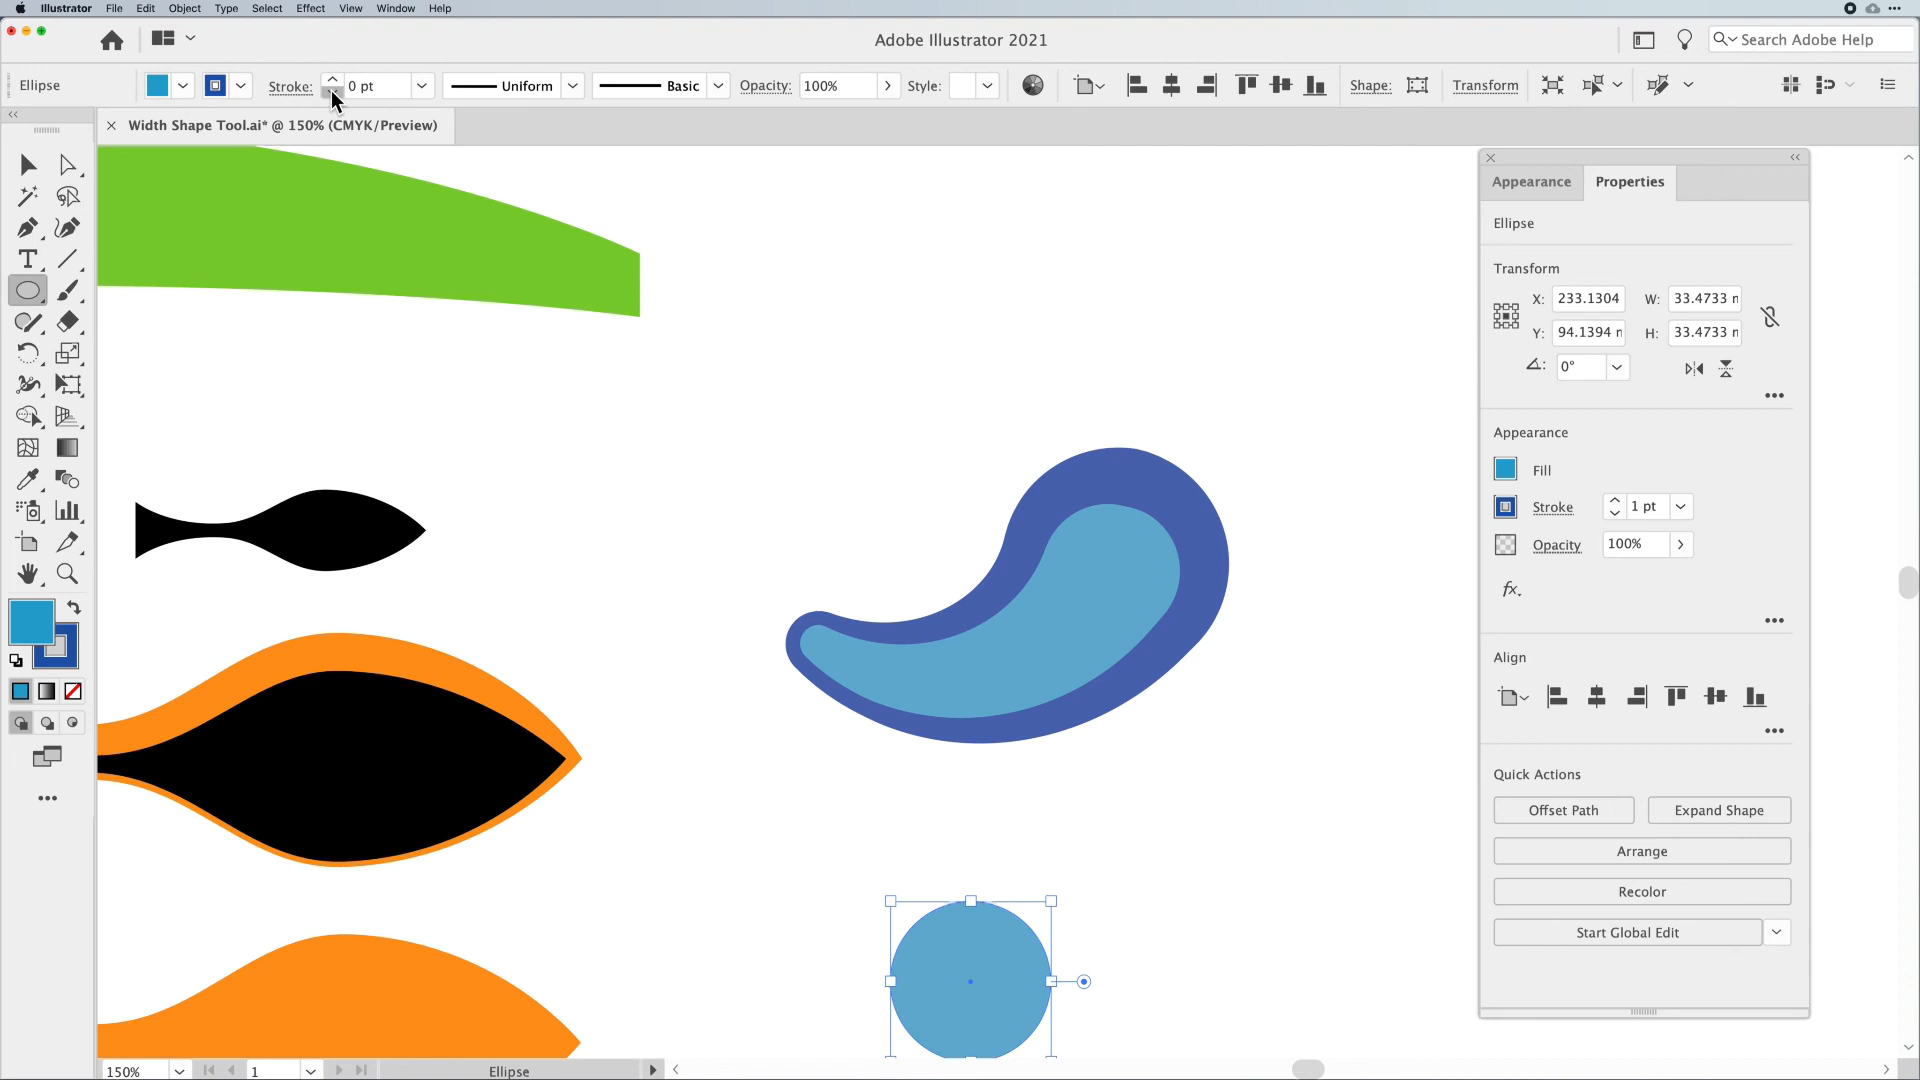 Illustrator File Edit Object Type Select Effect View Window Help
Adobe Illustrator 2021
Search Adobe Help
Ellipse Stroke: 0 pt Uniform Basic Opacity: 100% Style: Shape: Transform
Width Shape Tool.ai* @ 150% (CMYK/Preview)
Appearance Properties
Ellipse
Transform
X: 233.1304 W: 33.4733 
Y: 94.1394 H: 33.4733 
0°
Appearance
Fill
Stroke 1 pt
Opacity 100%
fx.
Align
Quick Actions
Offset Path Expand Shape
Arrange
Recolor
Start Global Edit
150% 1 Ellipse